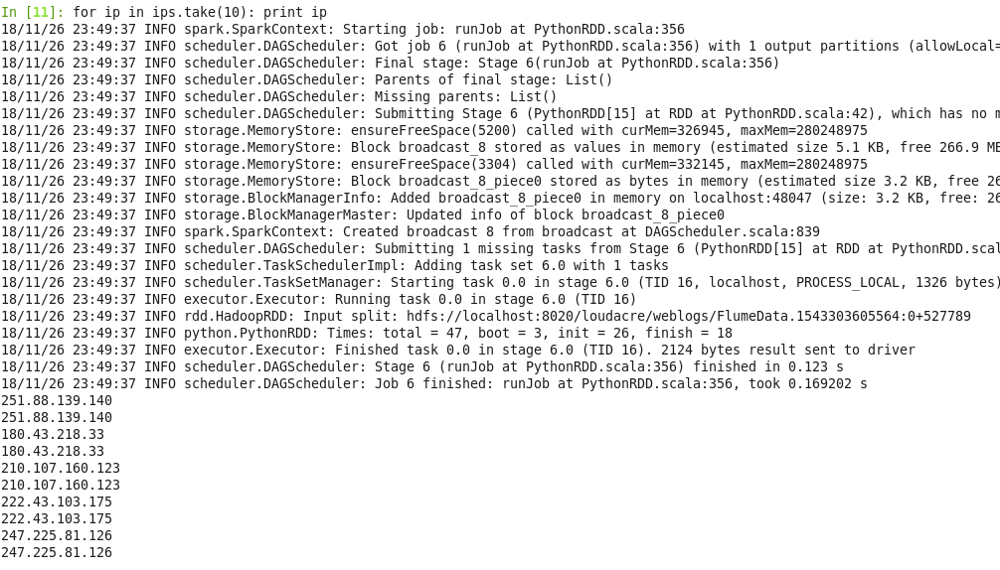 In [11]: for ip in ips.take(10): print ip
18/11/26 23:49:37 INFO spark.SparkContext: Starting job: runJob at PythonRDD.scala:356
18/11/26 23:49:37 INFO scheduler.DAGScheduler: Got job 6 (runJob at PythonRDD.scala:356) with 1 output partitions (allowLocal=
18/11/26 23:49:37 INFO scheduler.DAGScheduler: Final stage: Stage 6(runJob at PythonRDD.scala:356)
18/11/26 23:49:37 INFO scheduler.DAGScheduler: Parents of final stage: List()
18/11/26 23:49:37 INFO scheduler.DAGScheduler: Missing parents: List()
18/11/26 23:49:37 INFO scheduler.DAGScheduler: Submitting Stage 6 (PythonRDD[15] at RDD at PythonRDD.scala:42), which has no m
18/11/26 23:49:37 INFO storage.MemoryStore: ensureFreeSpace(5200) called with curMem=326945, maxMem=280248975
18/11/26 23:49:37 INFO storage.MemoryStore: Block broadcast_8 stored as values in memory (estimated size 5.1 KB, free 266.9 MB
18/11/26 23:49:37 INFO storage.MemoryStore: ensureFreeSpace(3304) called with curMem=332145, maxMem=280248975
18/11/26 23:49:37 INFO storage.MemoryStore: Block broadcast_8_piece0 stored as bytes in memory (estimated size 3.2 KB, free 26
18/11/26 23:49:37 INFO storage.BlockManagerInfo: Added broadcast_8_piece0 in memory on localhost:48047 (size: 3.2 KB, free: 26
18/11/26 23:49:37 INFO storage.BlockManagerMaster: Updated info of block broadcast_8_piece0
18/11/26 23:49:37 INFO spark.SparkContext: Created broadcast 8 from broadcast at DAGScheduler.scala:839
18/11/26 23:49:37 INFO scheduler.DAGScheduler: Submitting 1 missing tasks from Stage 6 (PythonRDD[15] at RDD at PythonRDD.scal
18/11/26 23:49:37 INFO scheduler.TaskSchedulerImpl: Adding task set 6.0 with 1 tasks
18/11/26 23:49:37 INFO scheduler.TaskSetManager: Starting task 0.0 in stage 6.0 (TID 16, localhost, PROCESS_LOCAL, 1326 bytes)
18/11/26 23:49:37 INFO executor.Executor: Running task 0.0 in stage 6.0 (TID 16)
18/11/26 23:49:37 INFO rdd.HadoopRDD: Input split: hdfs://localhost:8020/loudacre/weblogs/FlumeData.1543303605564:0+527789
18/11/26 23:49:37 INFO python.PythonRDD: Times: total = 47, boot = 3, init = 26, finish = 18
18/11/26 23:49:37 INFO executor.Executor: Finished task 0.0 in stage 6.0 (TID 16). 2124 bytes result sent to driver
18/11/26 23:49:37 INFO scheduler.DAGScheduler: Stage 6 (runJob at PythonRDD.scala:356) finished in 0.123 s
18/11/26 23:49:37 INFO scheduler.DAGScheduler: Job 6 finished: runJob at PythonRDD.scala:356, took 0.169202 s
251.88.139.140
251.88.139.140
180.43.218.33
180.43.218.33
210.107.160.123
210.107.160.123
222.43.103.175
222.43.103.175
247.225.81.126
247.225.81.126